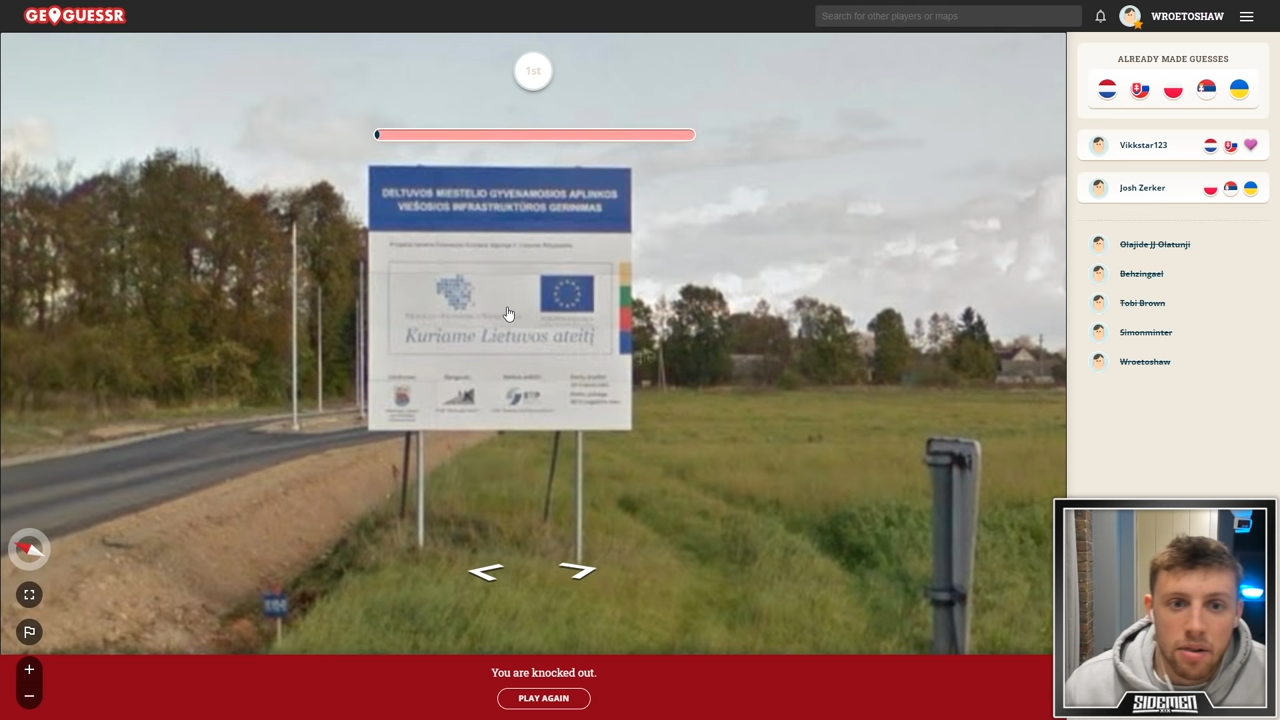 GEOGUESSR
Search for other players or maps
WROETOSHAW
1st
ALREADY MADE GUESSES
Vikkstar123
Josh Zerker
Olajide JJ Olatunji
Behzingael
Tobi Brown
Simonminter
Wroetoshaw
DELTUVOS MIESTELIO GYVENAMOSIOS APLINKOS
VIEŠOSIOS INFRASTRUKTŪROS GERINIMAS
Kuriame Lietuvos ateitį
ETP
You are knocked out.
PLAY AGAIN
SIDEMEN